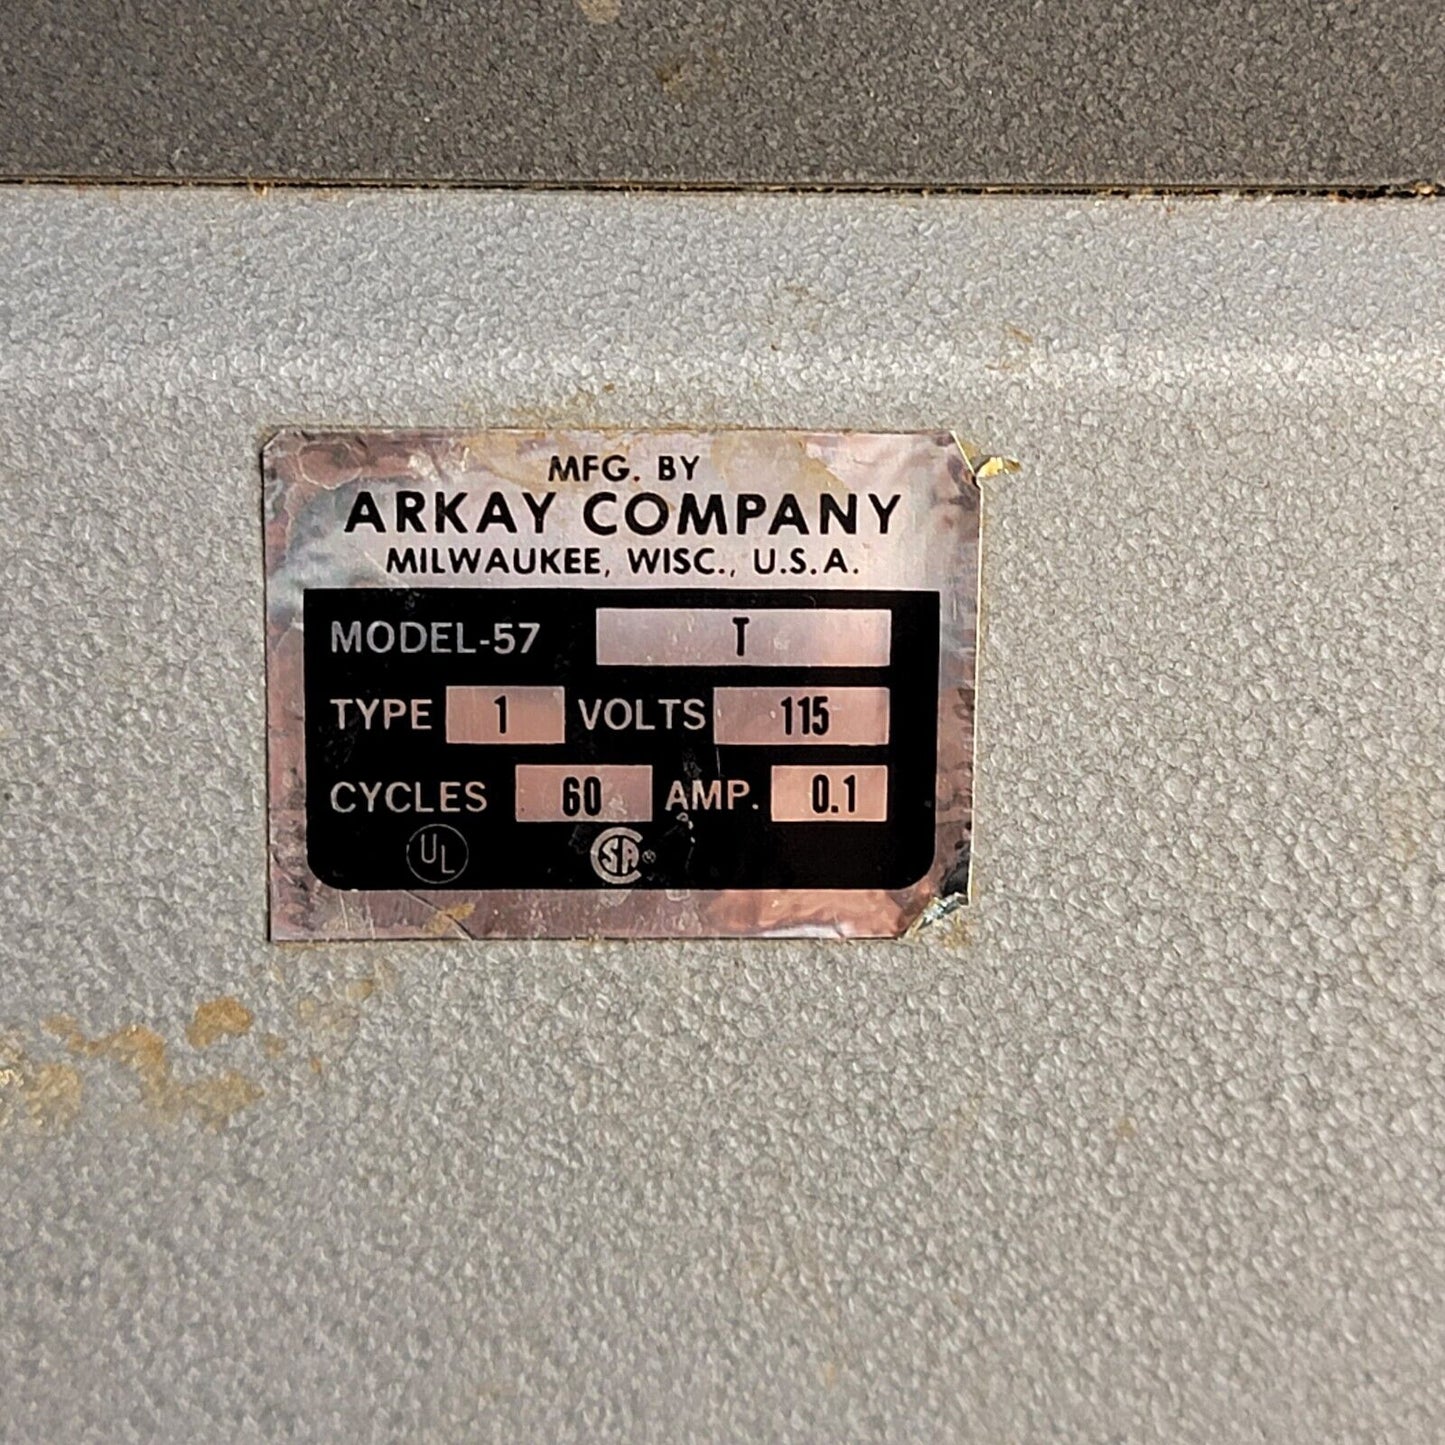 MFG. BY
ARKAY COMPANY
MILWAUKEE, WISC., U.S.A.
MODEL-57 T
TYPE 1 VOLTS 115
CYCLES 60 AMP. 0.1
UL SA®